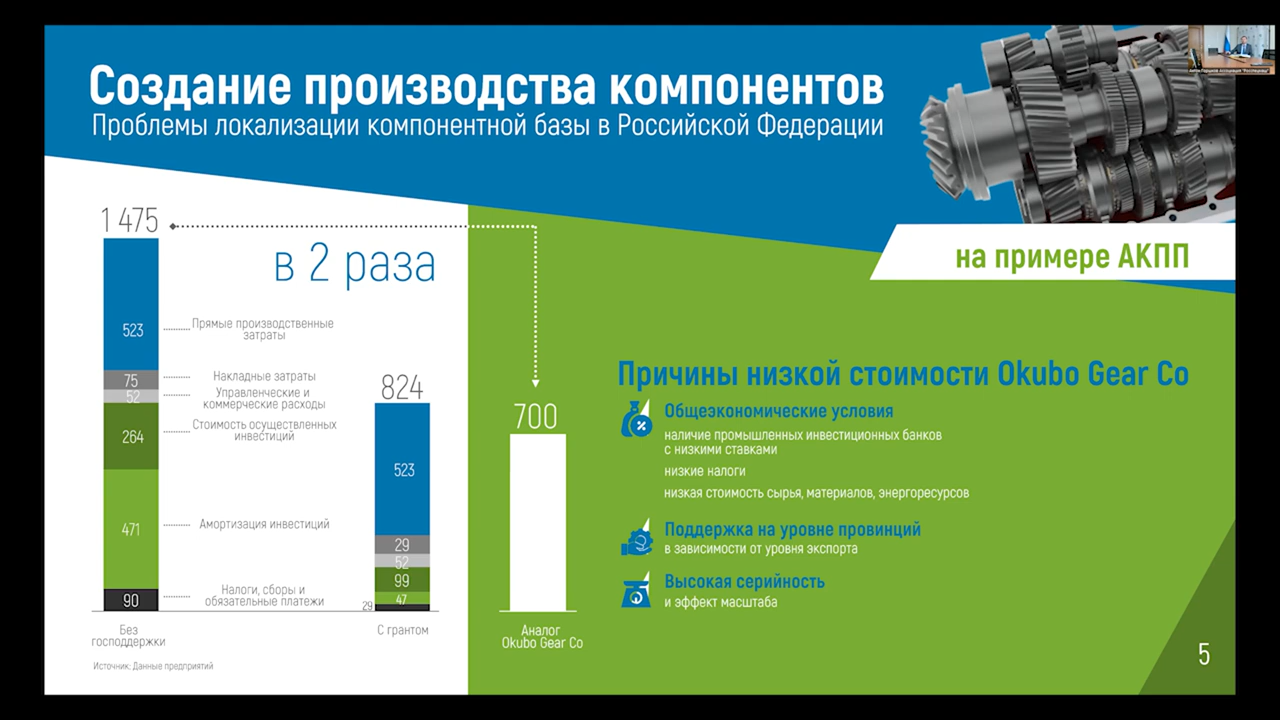 Создание производства компонентов
Проблемы локализации компонентной базы в Российской Федерации
на примере АКПП
1 475
в 2 раза
523
Прямые производственные
затраты
75
Накладные затраты
52
Управленческие и
коммерческие расходы
264
Стоимость осуществленных
инвестиций
471
Амортизация инвестиций
90
Налоги, сборы и
обязательные платежи
Без
господдержки
824
523
29
52
99
47
29
С грантом
700
Аналог
Okubo Gear Co
Источник: Данные предприятий
Причины низкой стоимости Okubo Gear Co
Общеэкономические условия
наличие промышленных инвестиционных банков
с низкими ставками
низкие налоги
низкая стоимость сырья, материалов, энергоресурсов
Поддержка на уровне провинций
в зависимости от уровня экспорта
Высокая серийность
и эффект масштаба
5